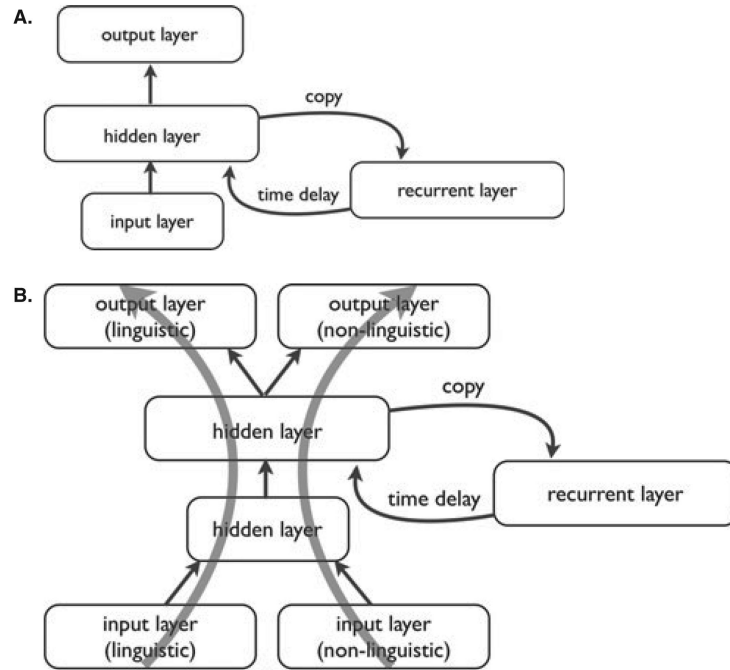 A.
output layer
copy
hidden layer
time delay
recurrent layer
input layer
B.
output layer
(linguistic)
output layer
(non-linguistic)
copy
hidden layer
time delay
recurrent layer
hidden layer
input layer
(linguistic)
input layer
(non-linguistic)